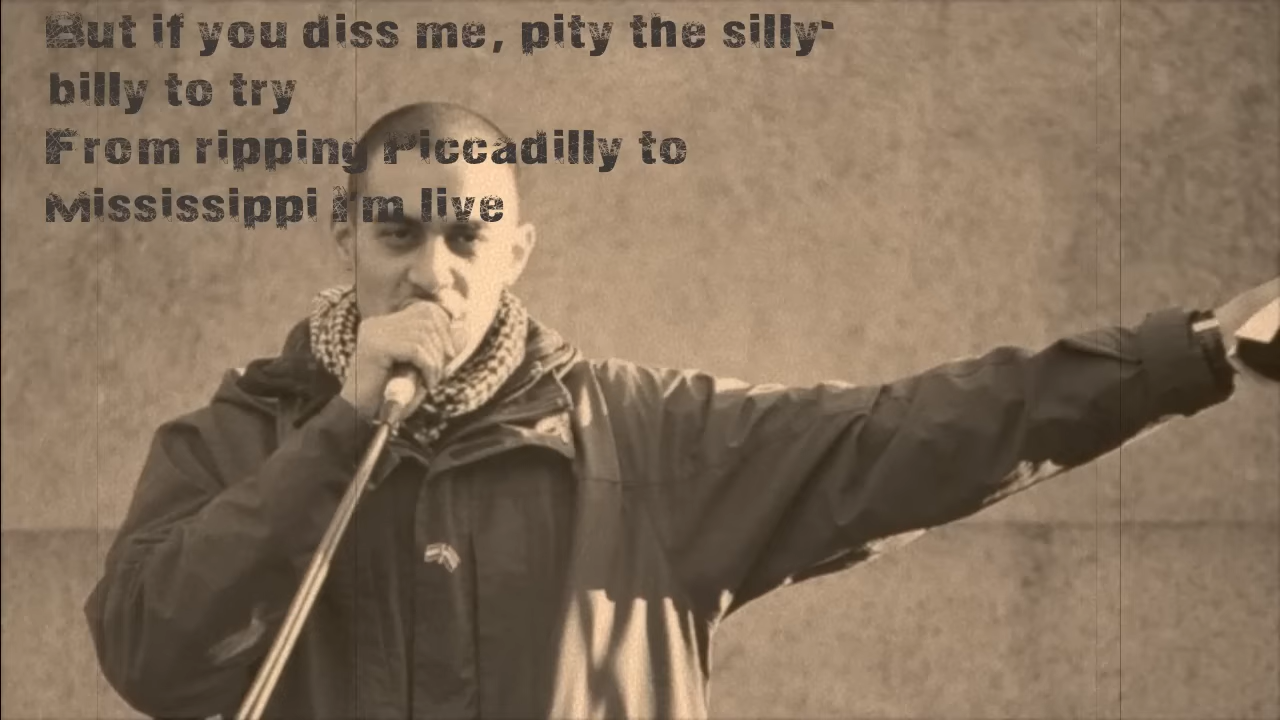 But if you diss me, pity the silly-
billy to try
From ripping Piccadilly to
Mississippi I'm live